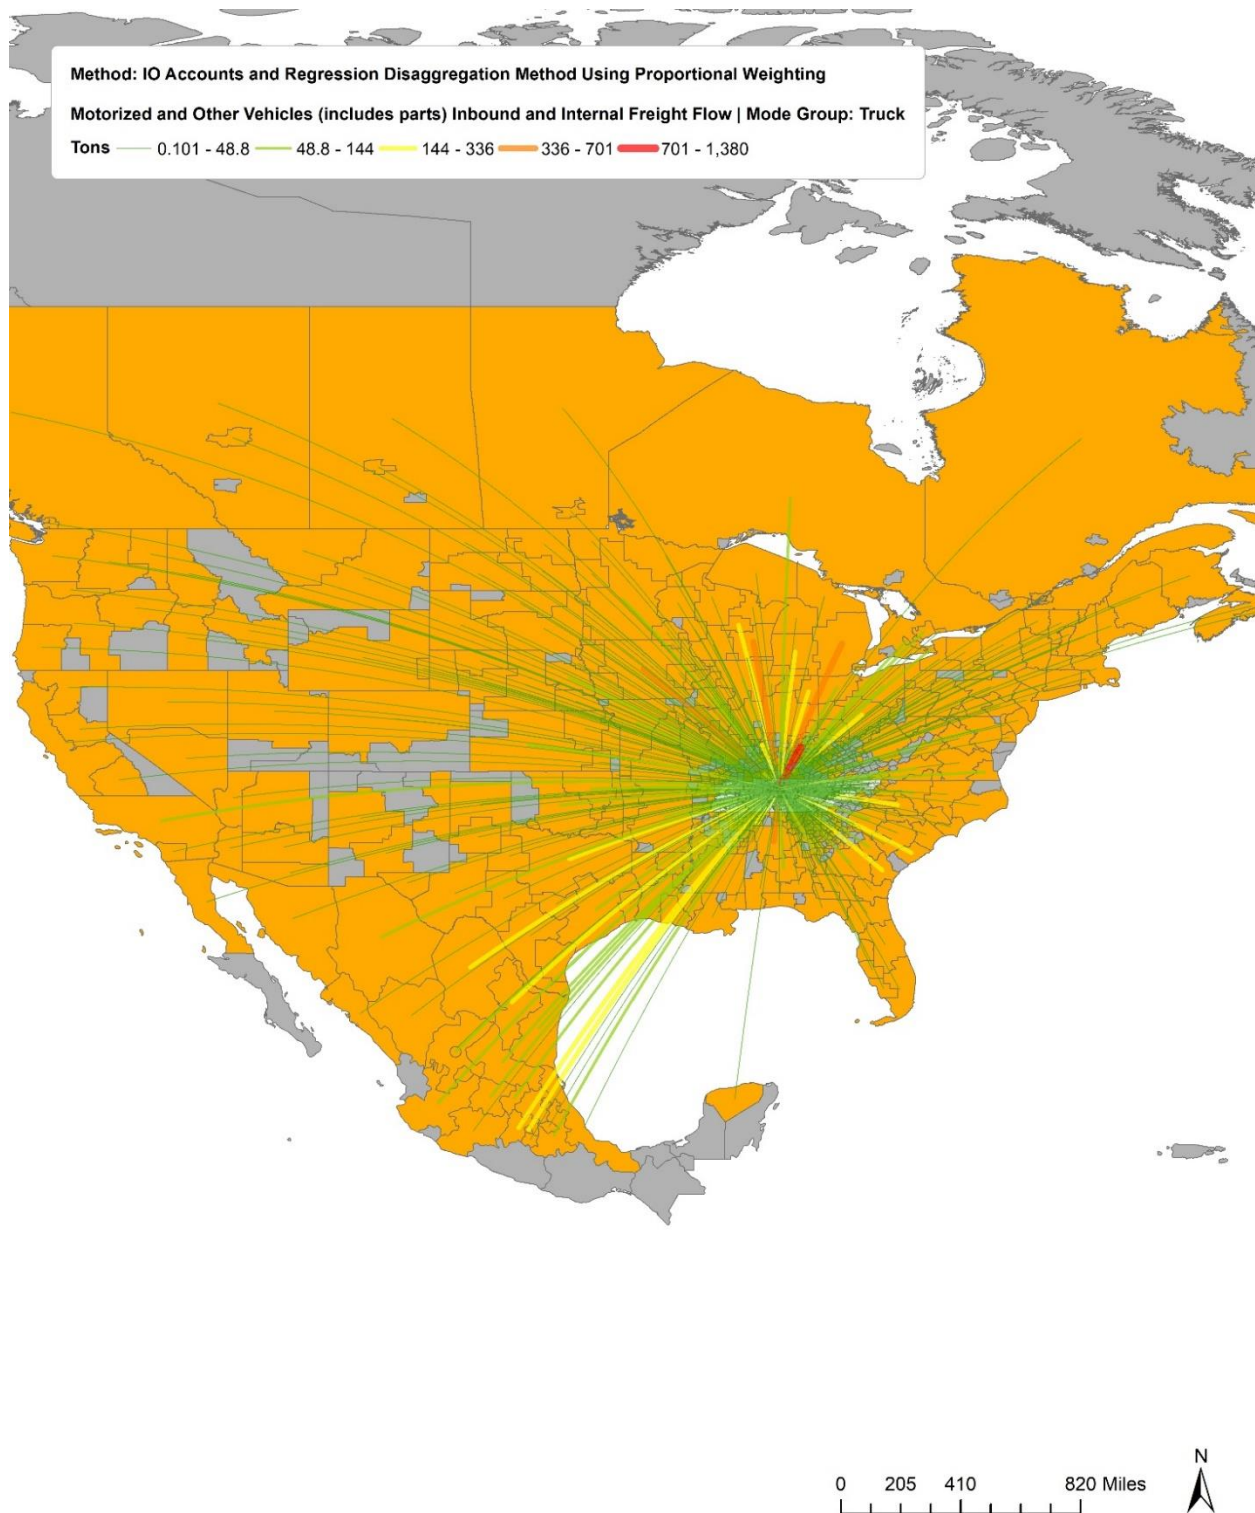 Method: IO Accounts and Regression Disaggregation Method Using Proportional Weighting
Motorized and Other Vehicles (includes parts) Inbound and Internal Freight Flow | Mode Group: Truck
Tons 0.101 - 48.8 48.8 - 144 144 - 336 336 - 701 701 - 1,380
N
0 205 410 820 Miles